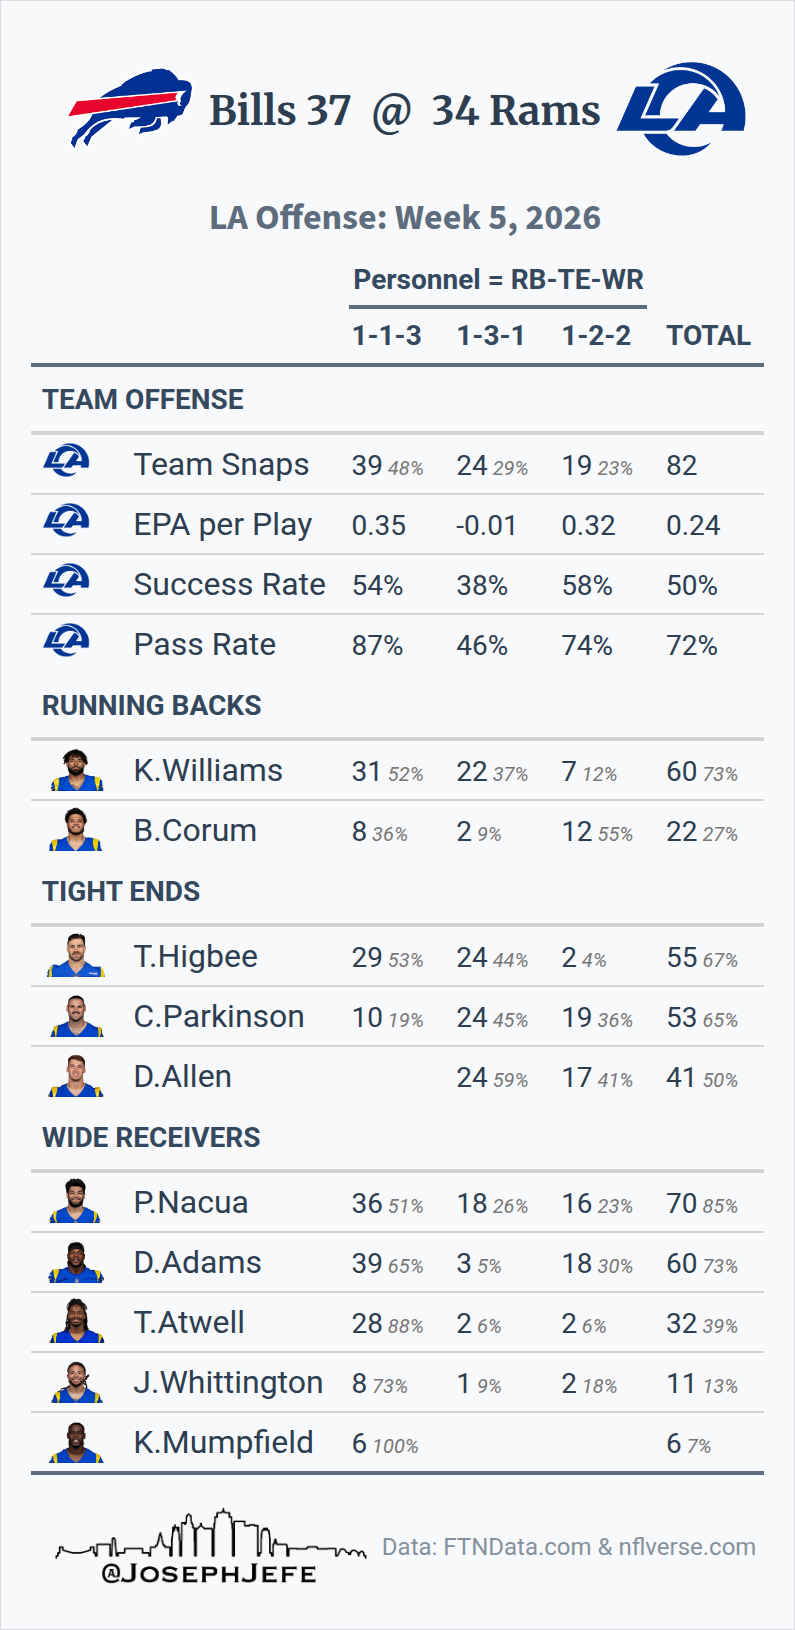 Bills 37 @ 34 Rams
LA Offense: Week 5, 2026
Personnel = RB-TE-WR
1-1-3 1-3-1 1-2-2 TOTAL
TEAM OFFENSE
Team Snaps 39 48% 24 29% 19 23% 82
EPA per Play 0.35 -0.01 0.32 0.24
Success Rate 54% 38% 58% 50%
Pass Rate 87% 46% 74% 72%
RUNNING BACKS
K.Williams 31 52% 22 37% 7 12% 60 73%
B.Corum 8 36% 2 9% 12 55% 22 27%
TIGHT ENDS
T.Higbee 29 53% 24 44% 2 4% 55 67%
C.Parkinson 10 19% 24 45% 19 36% 53 65%
D.Allen 24 59% 17 41% 41 50%
WIDE RECEIVERS
P.Nacua 36 51% 18 26% 16 23% 70 85%
D.Adams 39 65% 3 5% 18 30% 60 73%
T.Atwell 28 88% 2 6% 2 6% 32 39%
J.Whittington 8 73% 1 9% 2 18% 11 13%
K.Mumpfield 6 100% 6 7%
@JOSEPHJEFE Data: FTNData.com & nflverse.com